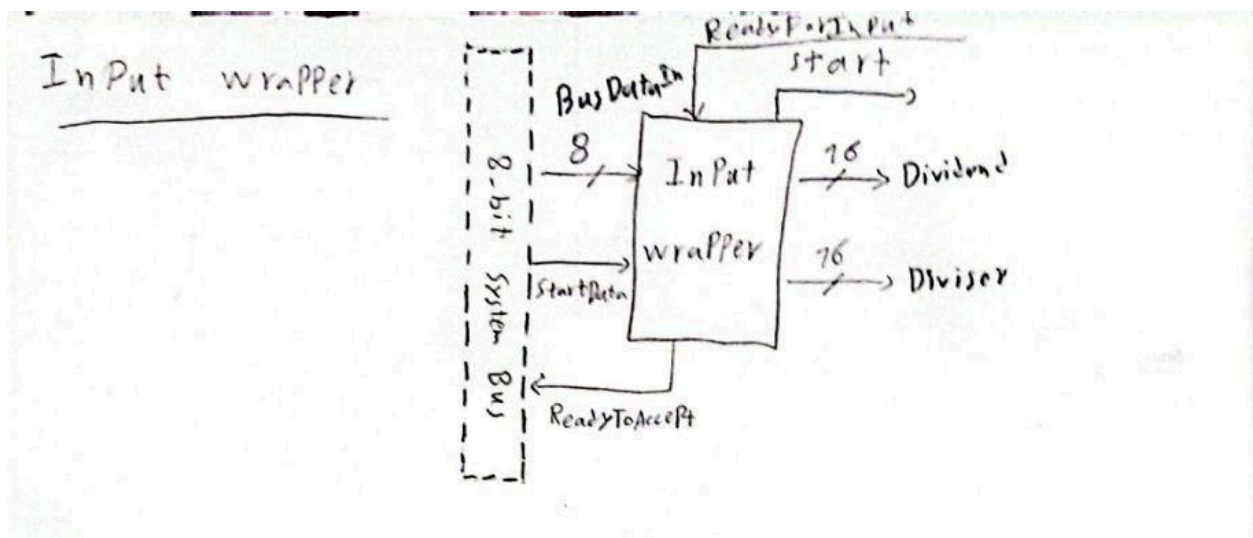 InPut wrapper
ReadyForInPut
start
BusDataIn
8
8-bit System Bus
InPut
wrapper
16
Dividend
StartData
16
Diviser
ReadyToAccePt